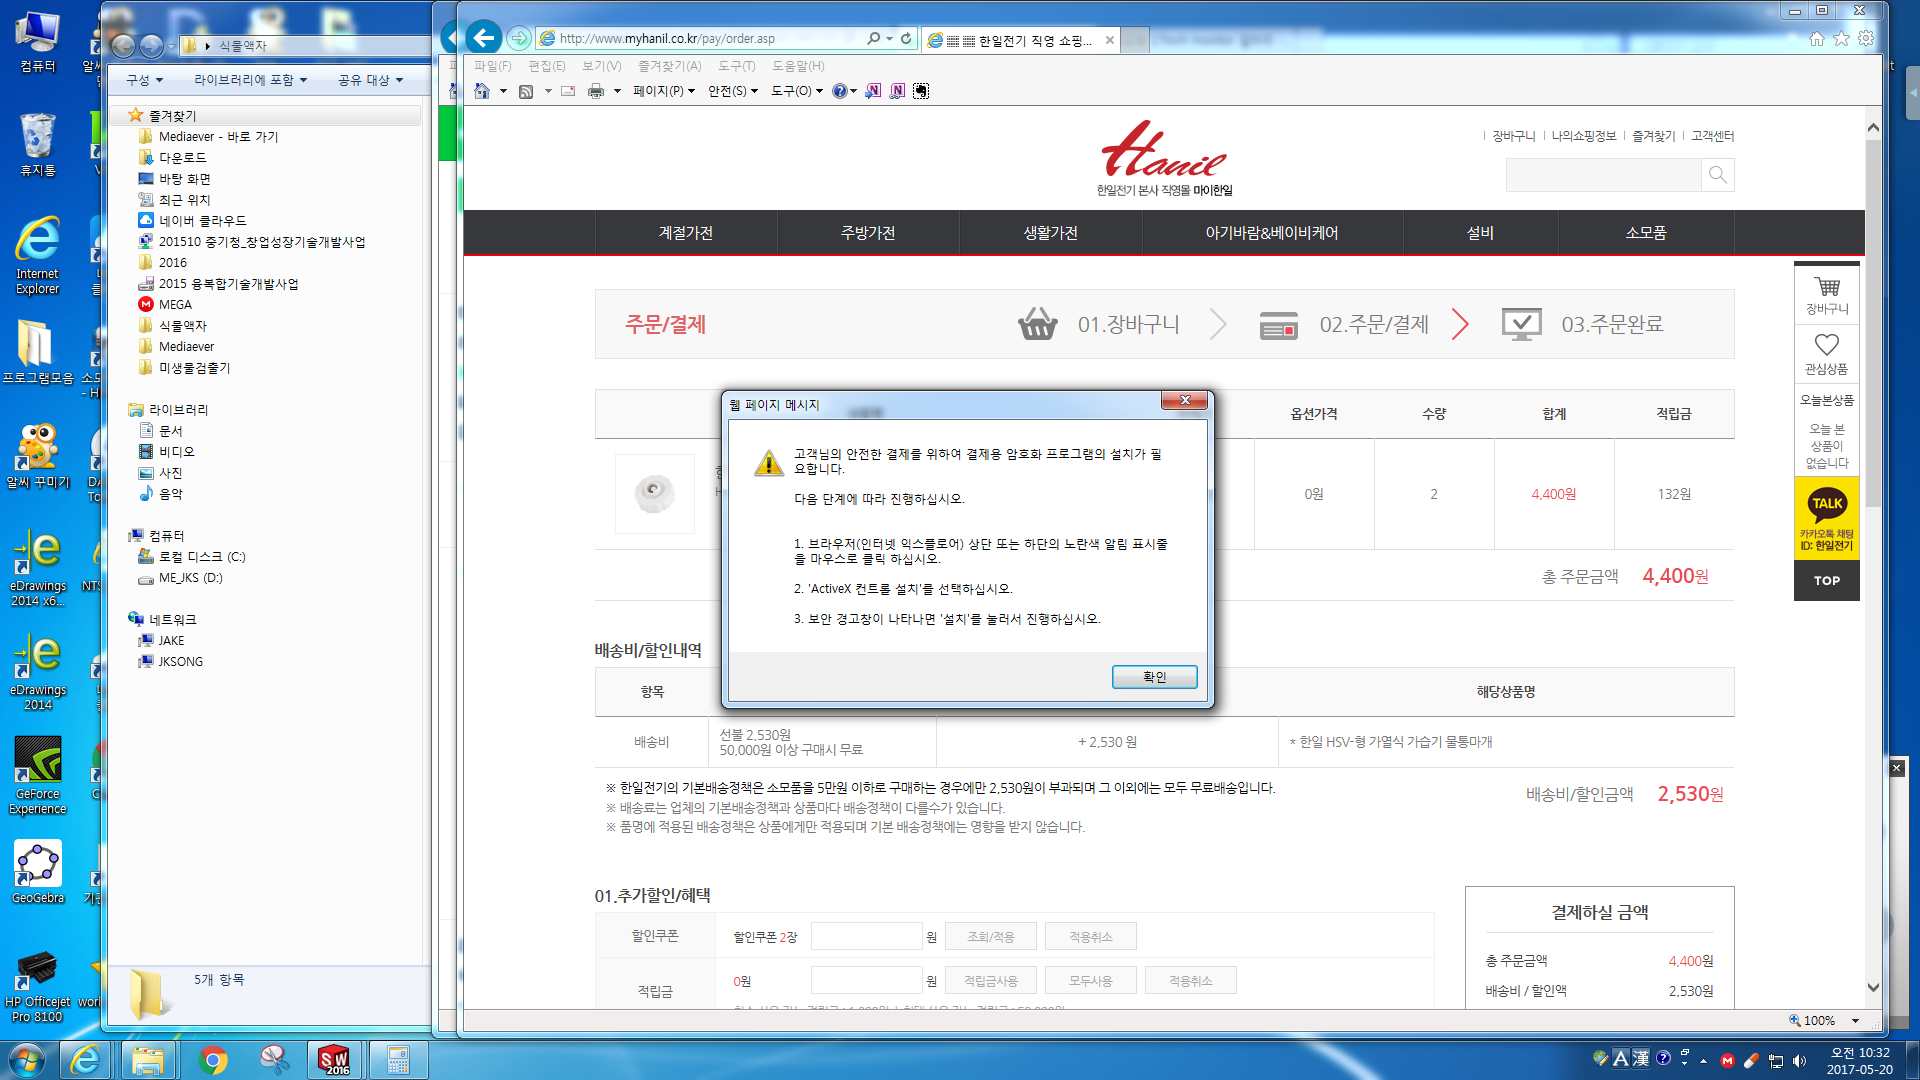 컴퓨터
휴지통
Internet
Explorer
프로그램모음
알씨 꾸미기
eDrawings
2014 x6...
eDrawings
2014
GeForce
Experience
GeoGebra
HP Officejet
Pro 8100
식물액자
구성
라이브러리에 포함
공유 대상
즐겨찾기
Mediaever - 바로 가기
다운로드
바탕 화면
최근 위치
네이버 클라우드
201510 중기청_창업성장기술개발사업
2016
2015 융복합기술개발사업
MEGA
식물액자
Mediaever
미생물검출기
라이브러리
문서
비디오
사진
음악
컴퓨터
로컬 디스크 (C:)
ME_JKS (D:)
네트워크
JAKE
JKSONG
5개 항목
http://www.myhanil.co.kr/pay/order.asp
한일전기 직영 쇼핑...
파일(F) 편집(E) 보기(V) 즐겨찾기(A) 도구(T) 도움말(H)
페이지(P) 안전(S) 도구(O)
Hanil
한일전기 본사 직영몰 마이한일
장바구니 나의쇼핑정보 즐겨찾기 고객센터
계절가전 주방가전 생활가전 아기바람&베이비케어 설비 소모품
주문/결제
01.장바구니
02.주문/결제
03.주문완료
옵션가격 수량 합계 적립금
0원 2 4,400원 132원
총 주문금액 4,400원
웹 페이지 메시지
고객님의 안전한 결제를 위하여 결제용 암호화 프로그램의 설치가 필
요합니다.
다음 단계에 따라 진행하십시오.
1. 브라우저(인터넷 익스플로어) 상단 또는 하단의 노란색 알림 표시줄
을 마우스로 클릭 하십시오.
2. 'ActiveX 컨트롤 설치'를 선택하십시오.
3. 보안 경고창이 나타나면 '설치'를 눌러서 진행하십시오.
확인
배송비/할인내역
항목 해당상품명
배송비
선불 2,530원
50,000원 이상 구매시 무료
+ 2,530 원
* 한일 HSV-형 가열식 가습기 물통마개
※ 한일전기의 기본배송정책은 소모품을 5만원 이하로 구매하는 경우에만 2,530원이 부과되며 그 이외에는 모두 무료배송입니다.
※ 배송료는 업체의 기본배송정책과 상품마다 배송정책이 다를수가 있습니다.
※ 품명에 적용된 배송정책은 상품에게만 적용되며 기본 배송정책에는 영향을 받지 않습니다.
배송비/할인금액 2,530원
01.추가할인/혜택
할인쿠폰
할인쿠폰 2장
원
조회/적용
적용취소
적립금
0원
원
적립금사용
모두사용
적용취소
결제하실 금액
총 주문금액 4,400원
배송비 / 할인액 2,530원
장바구니
관심상품
오늘본상품
오늘 본
상품이
없습니다
TALK
카카오톡 채팅
ID: 한일전기
TOP
100%
SW
2016
A 漢
오전 10:32
2017-05-20